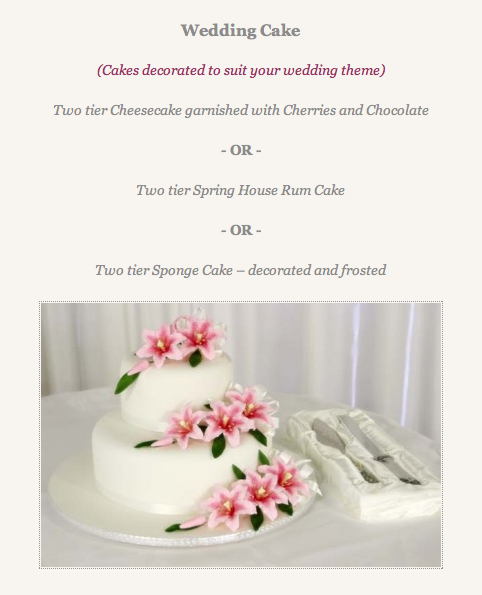 Wedding Cake
(Cakes decorated to suit your wedding theme)
Two tier Cheesecake garnished with Cherries and Chocolate
- OR -
Two tier Spring House Rum Cake
- OR -
Two tier Sponge Cake – decorated and frosted